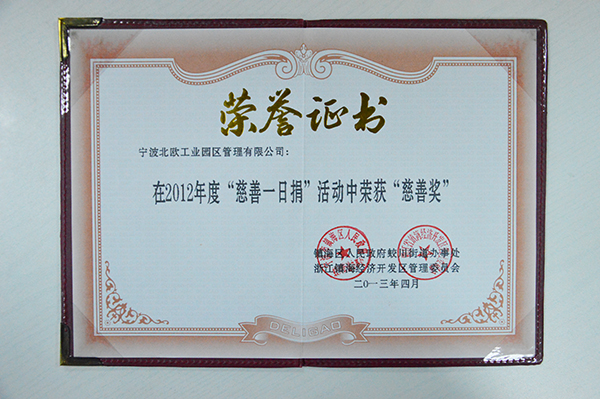 荣誉证书
宁波北欧工业园区管理有限公司：
在2012年度“慈善一日捐”活动中荣获“慈善奖”
镇海区人民政府蛟川街道办事处
浙江镇海经济开发区管理委员会
二〇一三年四月
DELIGAO